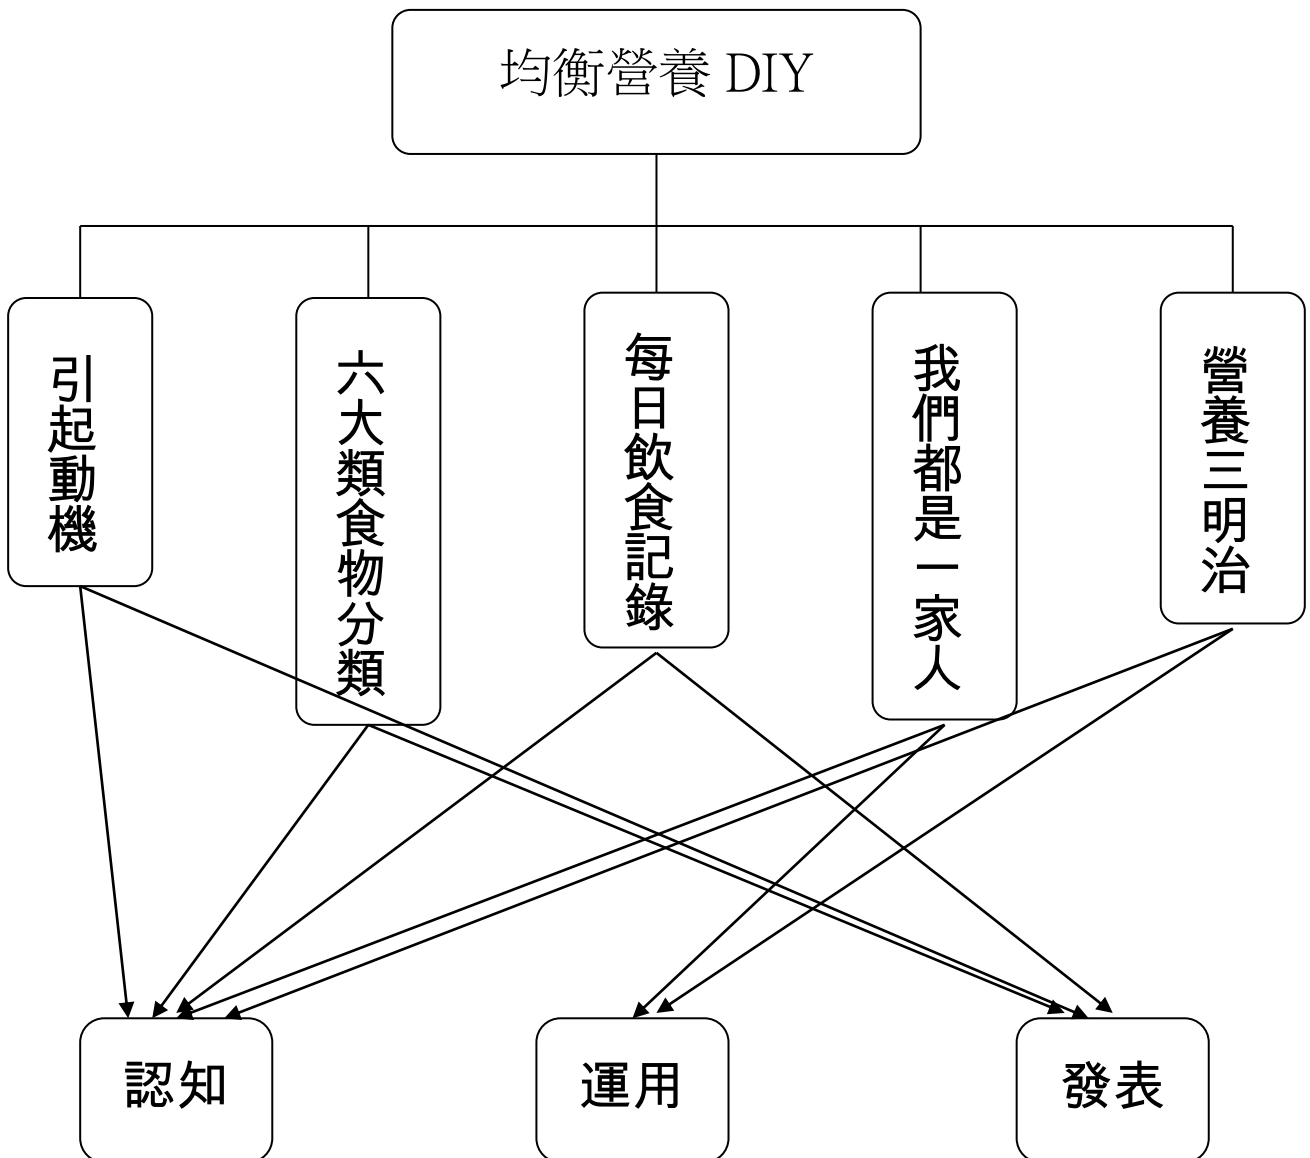 均衡營養 DIY
引起動機
六大類食物分類
每日飲食記錄
我們都是一家人
營養三明治
認知
運用
發表